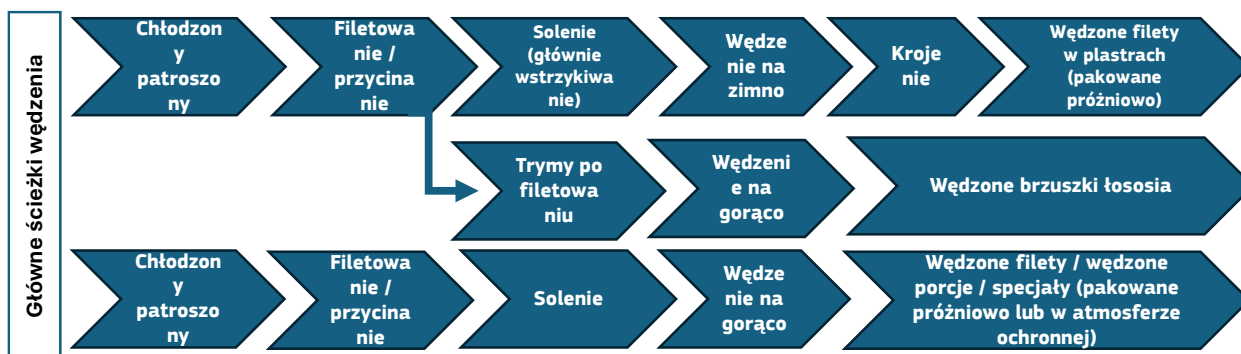 Główne ścieżki wędzenia
Chłodzon
y
patroszo
ny
Filetowa
nie /
przycina
nie
Solenie
(głównie
wstrzykiwa
nie)
Wędze
nie na
zimno
Kroje
nie
Wędzone filety
w plastrach
(pakowane
próżniowo)
Trymy po
filetowa
niu
Wędzeni
e na
gorąco
Wędzone brzuszki łososia
Chłodzon
y
patroszo
ny
Filetowa
nie /
przycina
nie
Solenie
Wędze
nie na
gorąco
Wędzone filety / wędzone
porcje / specjały (pakowane
próżniowo lub w atmosferze
ochronnej)